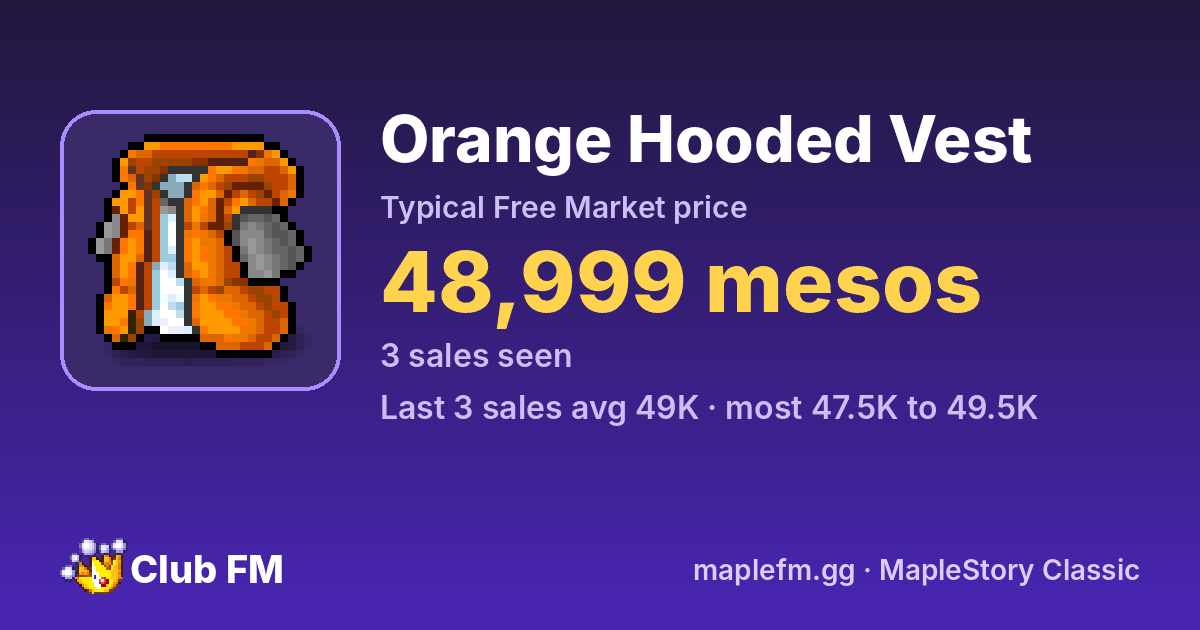 Orange Hooded Vest
Typical Free Market price
48,999 mesos
3 sales seen
Last 3 sales avg 49K · most 47.5K to 49.5K
Club FM
maplefm.gg · MapleStory Classic